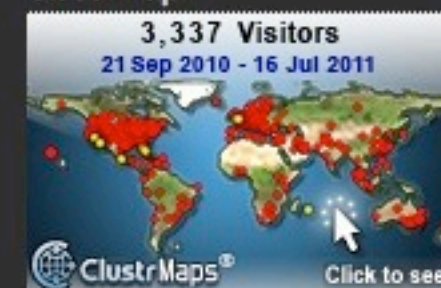 3,337 Visitors
21 Sep 2010 - 16 Jul 2011
ClustrMaps®
Click to see